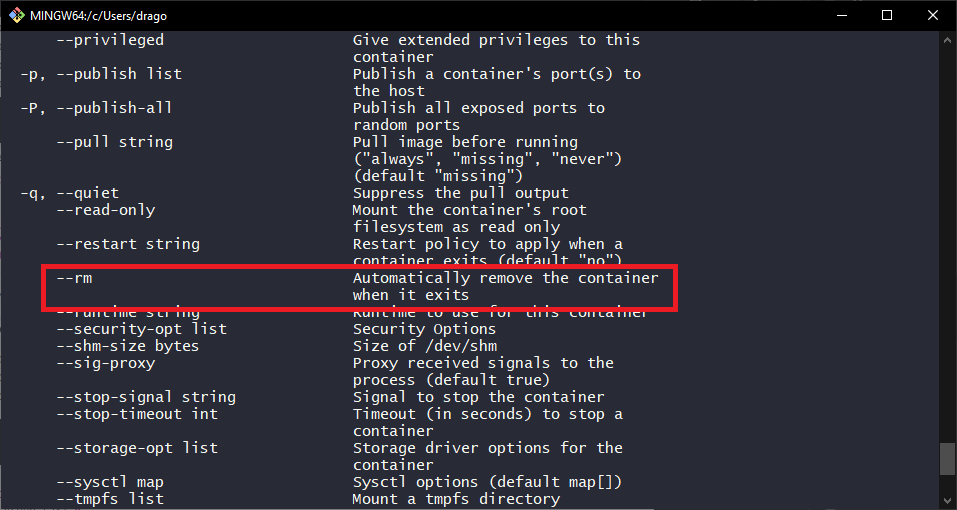 MINGW64:/c/Users/drago
--privileged Give extended privileges to this
container
-p, --publish list Publish a container's port(s) to
the host
-P, --publish-all Publish all exposed ports to
random ports
--pull string Pull image before running
("always", "missing", "never")
(default "missing")
-q, --quiet Suppress the pull output
--read-only Mount the container's root
filesystem as read only
--restart string Restart policy to apply when a
container exits (default "no")
--rm Automatically remove the container
when it exits
--runtime string Runtime to use for this container
--security-opt list Security Options
--shm-size bytes Size of /dev/shm
--sig-proxy Proxy received signals to the
process (default true)
--stop-signal string Signal to stop the container
--stop-timeout int Timeout (in seconds) to stop a
container
--storage-opt list Storage driver options for the
container
--sysctl map Sysctl options (default map[])
--tmpfs list Mount a tmpfs directory